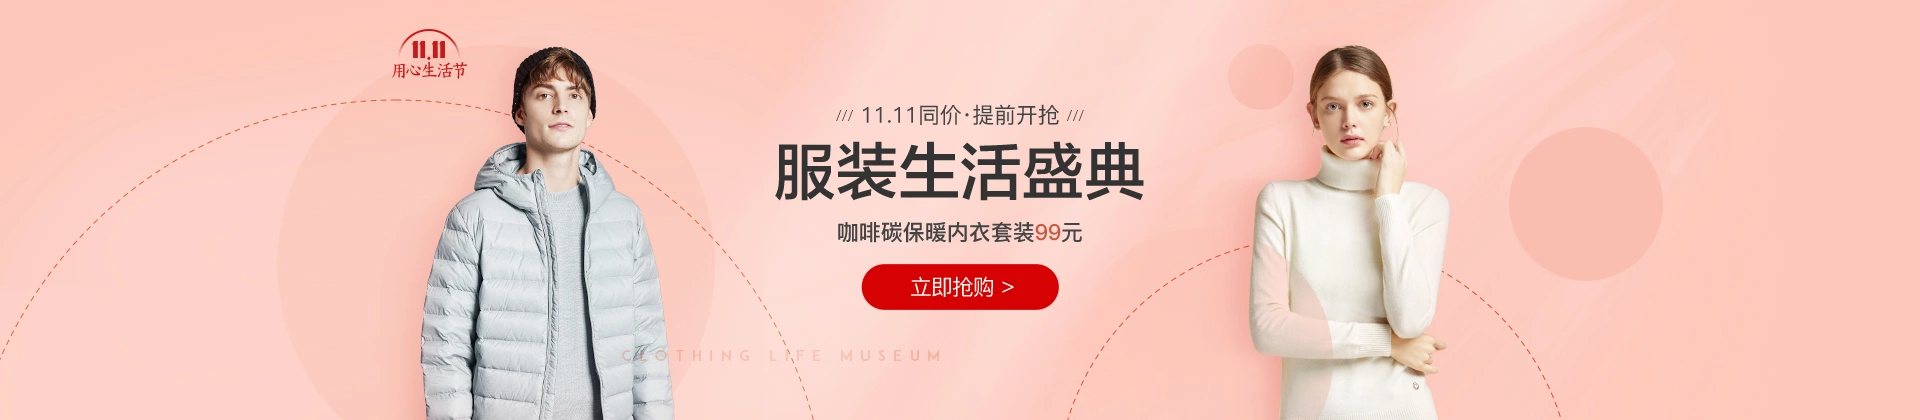 11.11
用心生活节
/// 11.11同价·提前开抢 ///
服装生活盛典
咖啡碳保暖内衣套装99元
立即抢购 >
CLOTHING LIFE MUSEUM